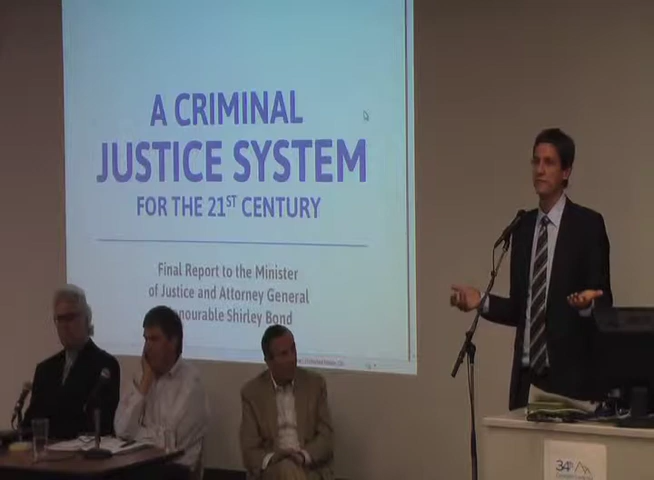 A CRIMINAL
JUSTICE SYSTEM
FOR THE 21ST CENTURY
Final Report to the Minister
of Justice and Attorney General
Honourable Shirley Bond
34